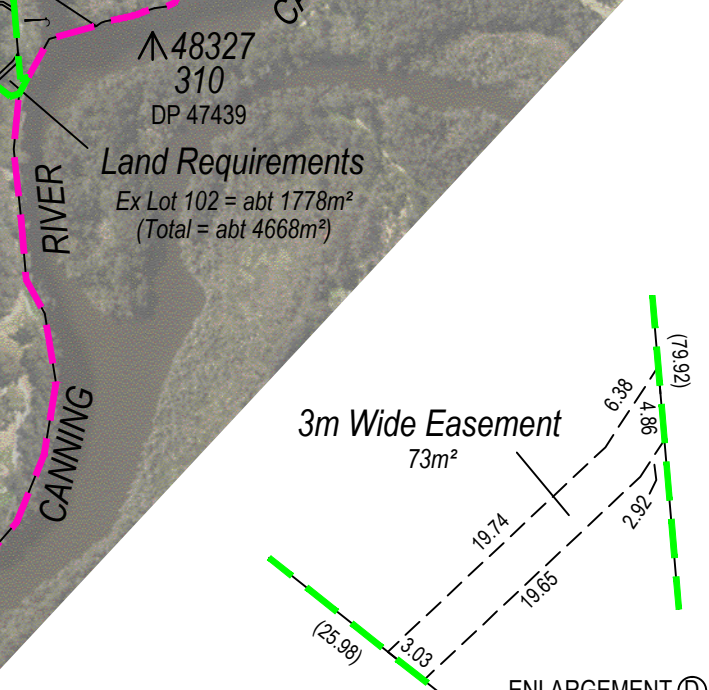 48327
310
DP 47439
Land Requirements
Ex Lot 102 = abt 1778m²
(Total = abt 4668m²)
RIVER
CANNING
(79.92)
6.38
4.86
3m Wide Easement
73m²
2.92
19.74
19.65
(25.98)
3.03
ENLARGEMENT D